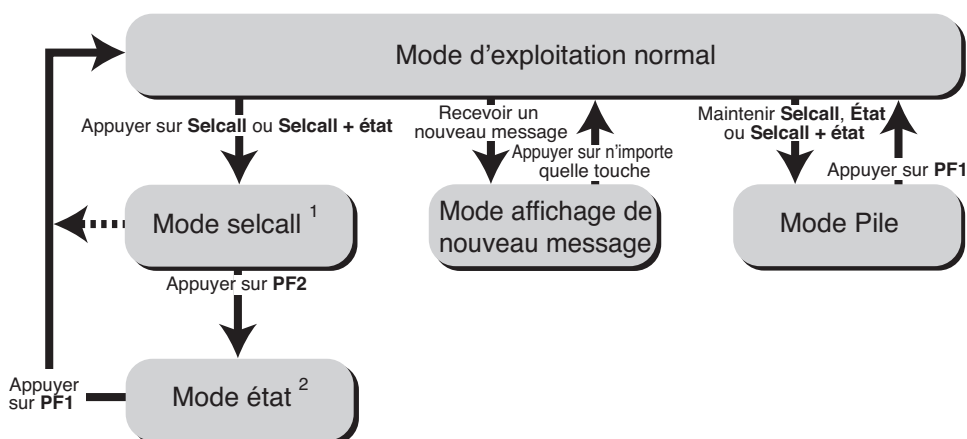 Mode d'exploitation normal
Appuyer sur Selcall ou Selcall + état
Recevoir un
nouveau message
Appuyer sur n'importe
quelle touche
Maintenir Selcall, État
ou Selcall + état
Appuyer sur PF1
Mode selcall 1
Mode affichage de
nouveau message
Mode Pile
Appuyer sur PF2
Appuyer
sur PF1
Mode état 2